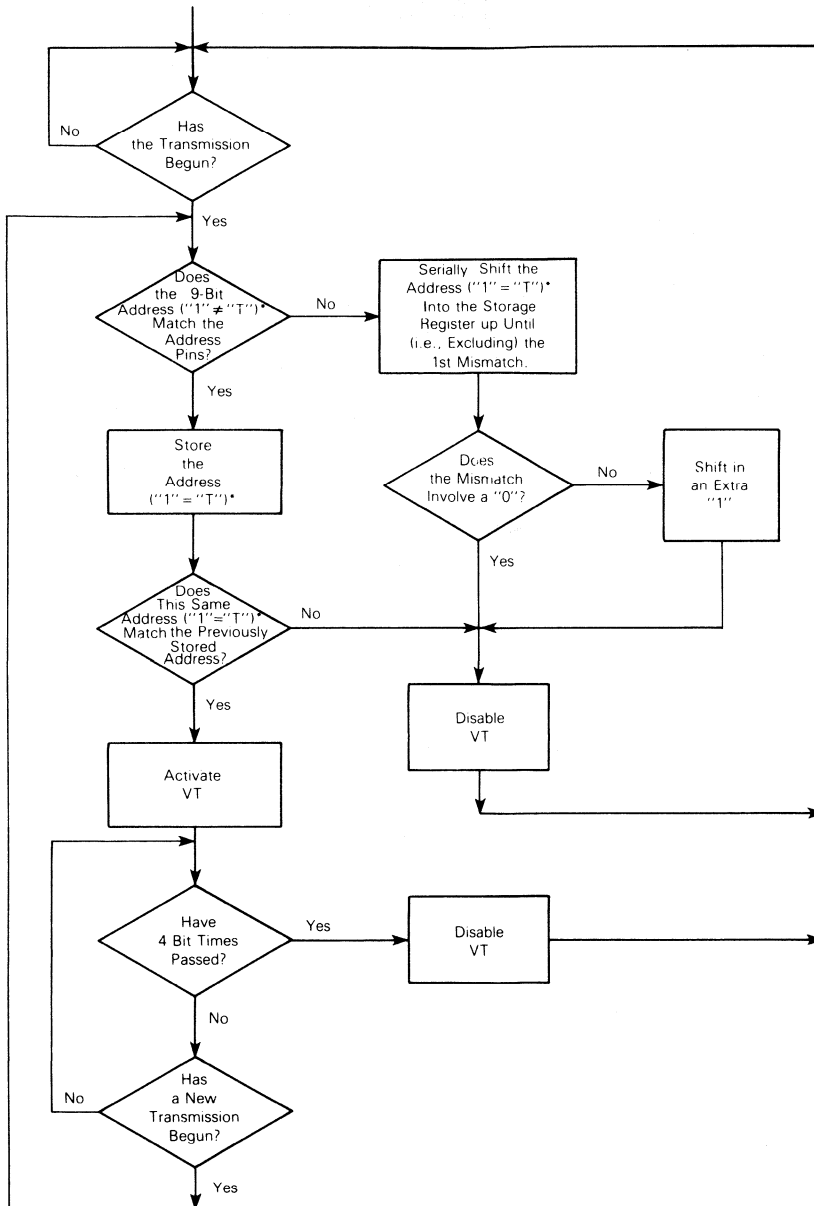 No
Has
the Transmission
Begun?
Yes
Does
the 9-Bit
Address ("1" ≠ "T")*
Match the
Address
Pins?
No
Serially Shift the
Address ("1" = "T")*
Into the Storage
Register up Until
(i.e., Excluding) the
1st Mismatch.
Yes
Store
the
Address
("1" = "T")*
Does
the Mismatch
Involve a "0"?
No
Shift in
an Extra
"1"
Yes
Does
This Same
Address ("1"="T")*
Match the Previously
Stored
Address?
No
Yes
Disable
VT
Activate
VT
Have
4 Bit Times
Passed?
Yes
Disable
VT
No
No
Has
a New
Transmission
Begun?
Yes